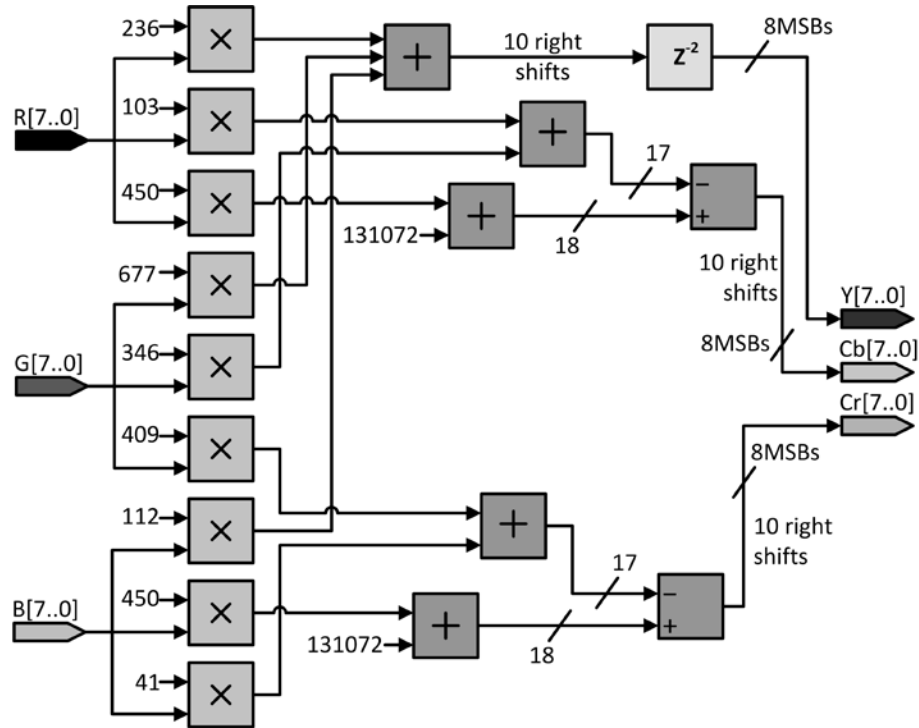 236
×
+
10 right
shifts
Z⁻²
8MSBs
R[7..0]
103
×
+
17
−
+
450
×
131072
+
18
10 right
shifts
677
×
8MSBs
Y[7..0]
Cb[7..0]
Cr[7..0]
G[7..0]
346
×
409
×
8MSBs
112
×
+
10 right
shifts
17
−
+
B[7..0]
450
×
131072
+
18
41
×